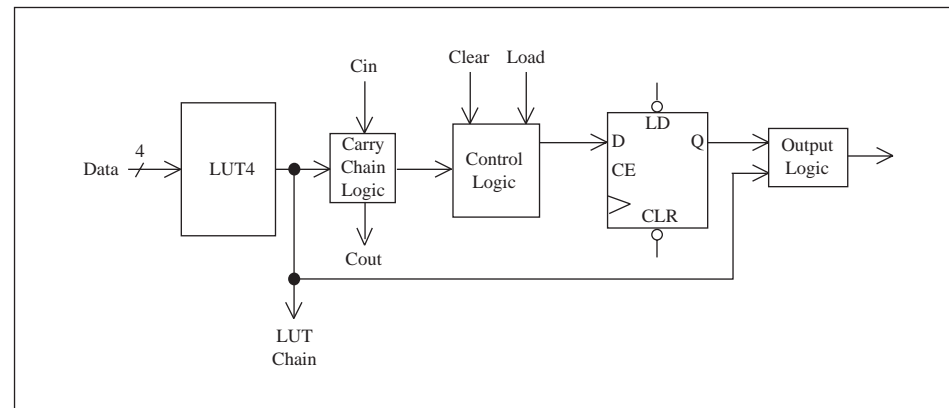 Clear
Load
Cin
LD
4
Data
LUT4
Carry
Chain
Logic
Control
Logic
D
Q
CE
CLR
Output
Logic
Cout
LUT
Chain